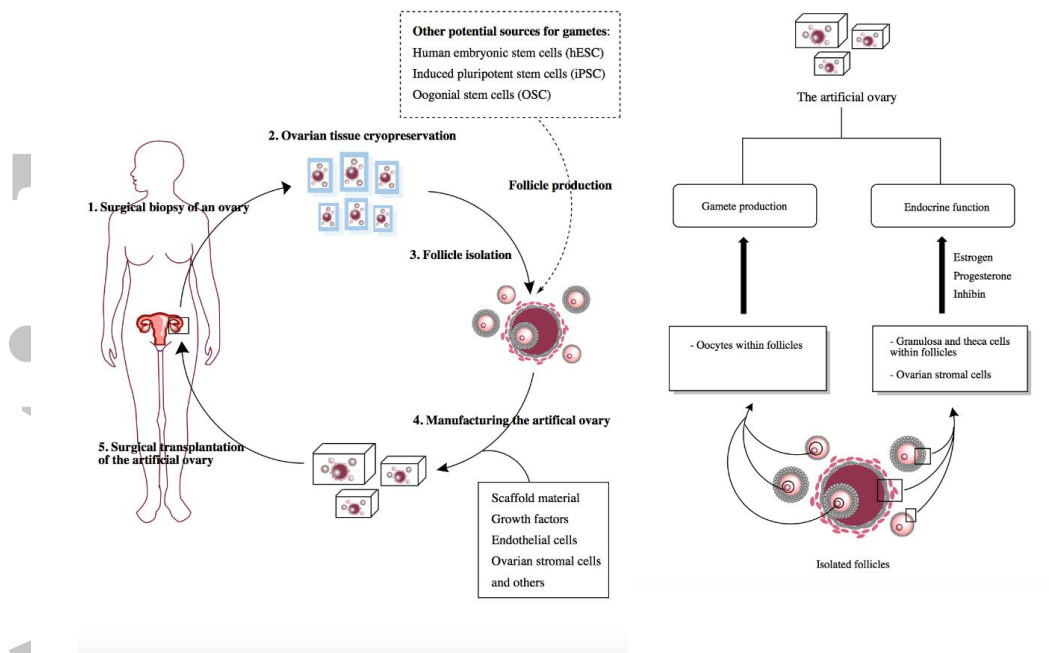 Other potential sources for gametes:
Human embryonic stem cells (hESC)
Induced pluripotent stem cells (iPSC)
Oogonial stem cells (OSC)
2. Ovarian tissue cryopreservation
1. Surgical biopsy of an ovary
Follicle production
3. Follicle isolation
4. Manufacturing the artifical ovary
5. Surgical transplantation
of the artificial ovary
Scaffold material
Growth factors
Endothelial cells
Ovarian stromal cells
and others
The artificial ovary
Gamete production
Endocrine function
Estrogen
Progesterone
Inhibin
- Oocytes within follicles
- Granulosa and theca cells
within follicles
- Ovarian stromal cells
Isolated follicles